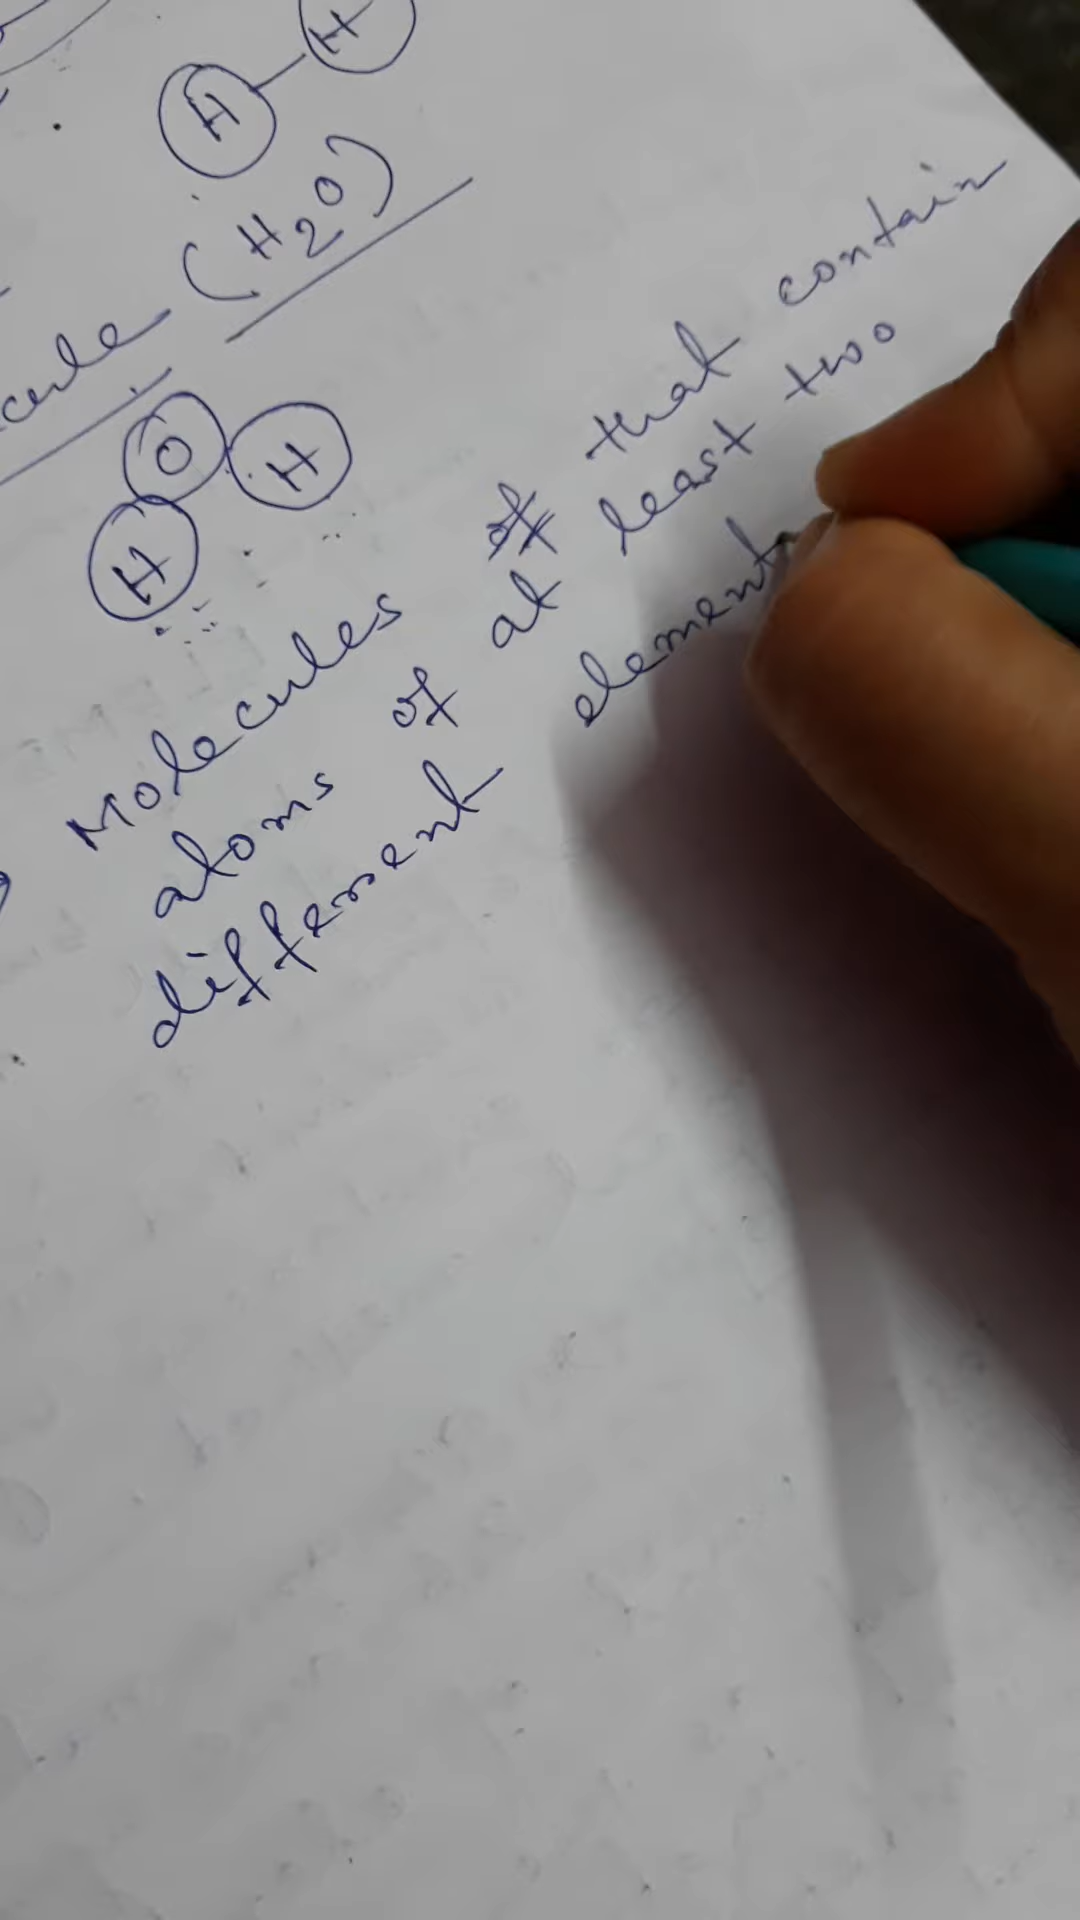 H-H
cule (H2O)
O H
H
Molecules that contain
atoms of at least two
different element